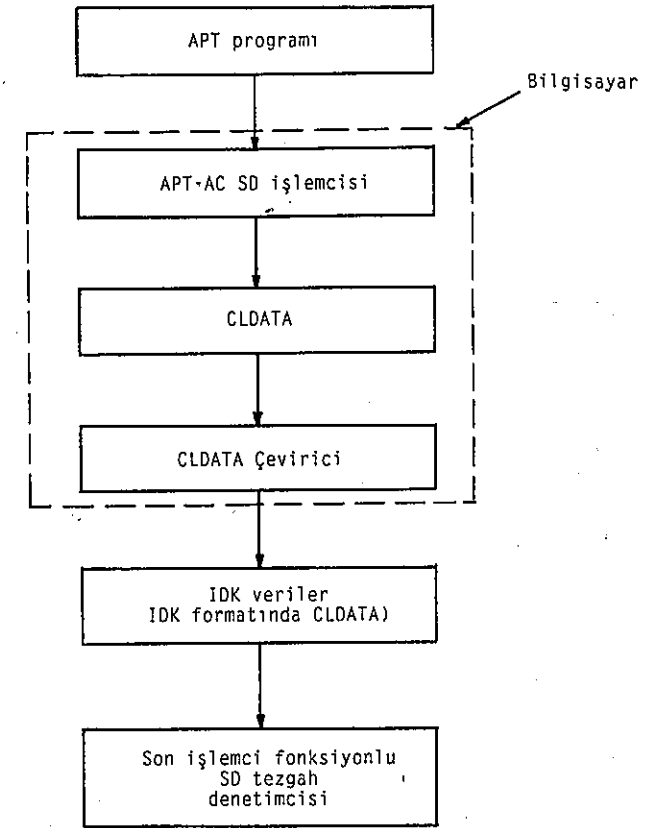 APT programı
Bilgisayar
APT-AC SD işlemcisi
CLDATA
CLDATA Çevirici
IDK veriler
IDK formatında CLDATA)
Son işlemci fonksiyonlu
SD tezgah
denetimcisi